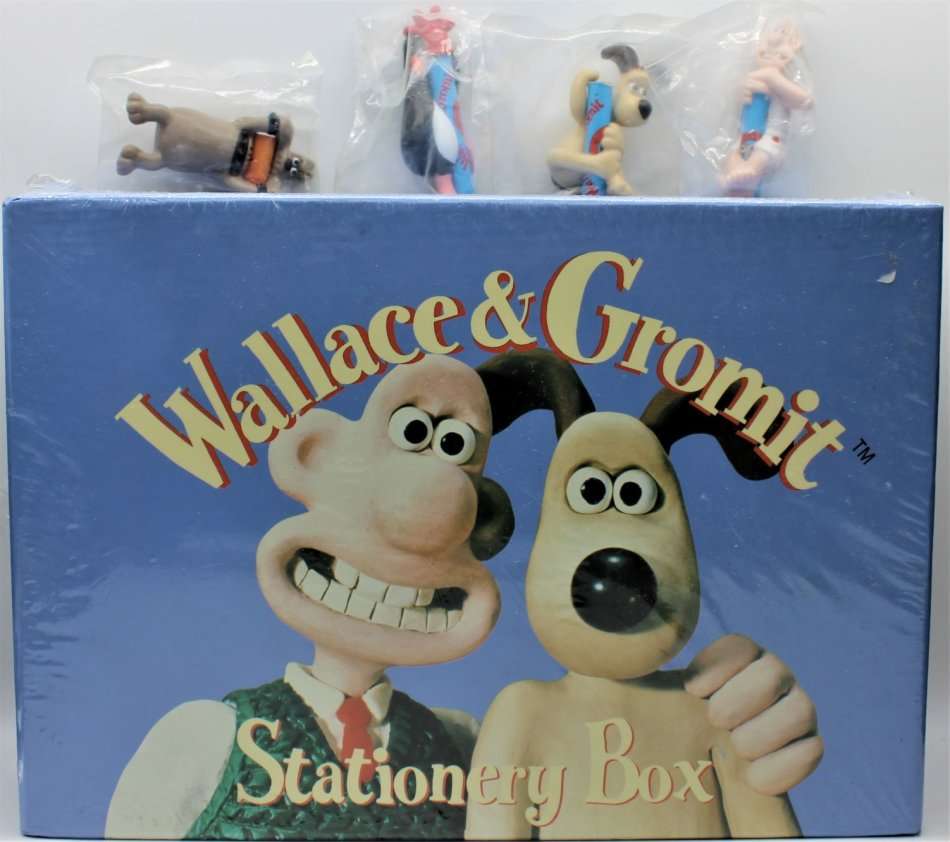 Wallace & Gromit™
Stationery Box